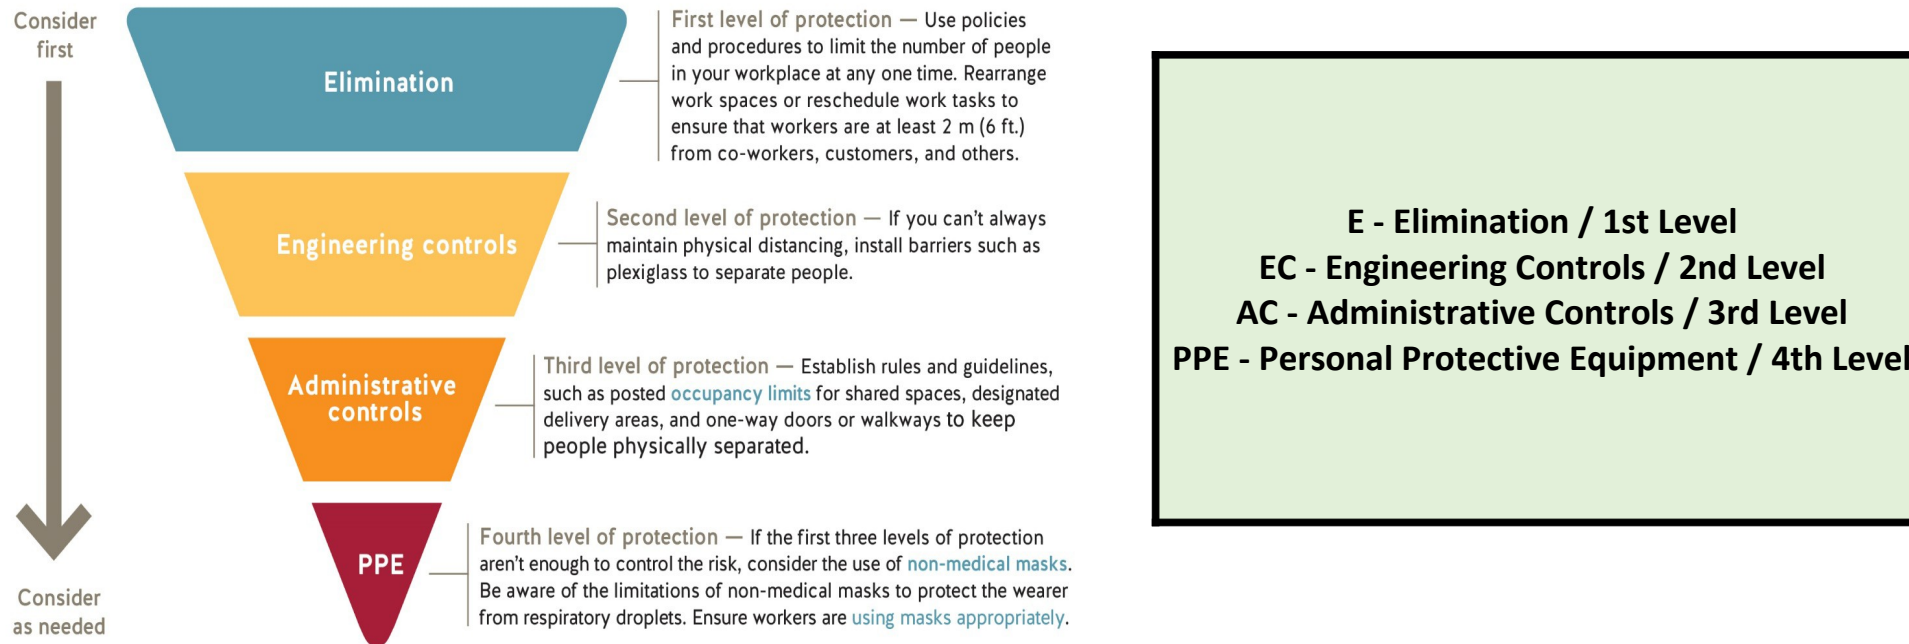 Consider
first
Elimination
First level of protection — Use policies
and procedures to limit the number of people
in your workplace at any one time. Rearrange
work spaces or reschedule work tasks to
ensure that workers are at least 2 m (6 ft.)
from co-workers, customers, and others.
Engineering controls
Second level of protection — If you can't always
maintain physical distancing, install barriers such as
plexiglass to separate people.
Administrative
controls
Third level of protection — Establish rules and guidelines,
such as posted occupancy limits for shared spaces, designated
delivery areas, and one-way doors or walkways to keep
people physically separated.
PPE
Fourth level of protection — If the first three levels of protection
aren't enough to control the risk, consider the use of non-medical masks.
Be aware of the limitations of non-medical masks to protect the wearer
from respiratory droplets. Ensure workers are using masks appropriately.
Consider
as needed
E - Elimination / 1st Level
EC - Engineering Controls / 2nd Level
AC - Administrative Controls / 3rd Level
PPE - Personal Protective Equipment / 4th Level